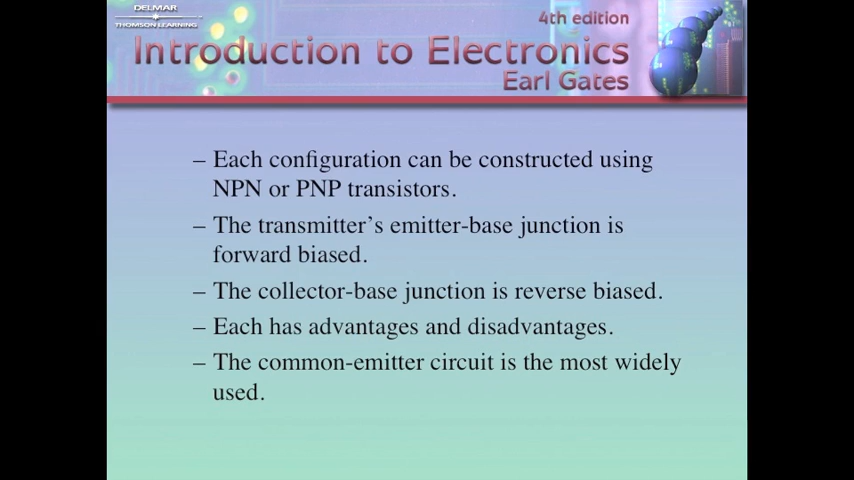 DELMAR
THOMSON LEARNING
4th edition
Introduction to Electronics
Earl Gates
– Each configuration can be constructed using
NPN or PNP transistors.
– The transmitter’s emitter-base junction is
forward biased.
– The collector-base junction is reverse biased.
– Each has advantages and disadvantages.
– The common-emitter circuit is the most widely
used.